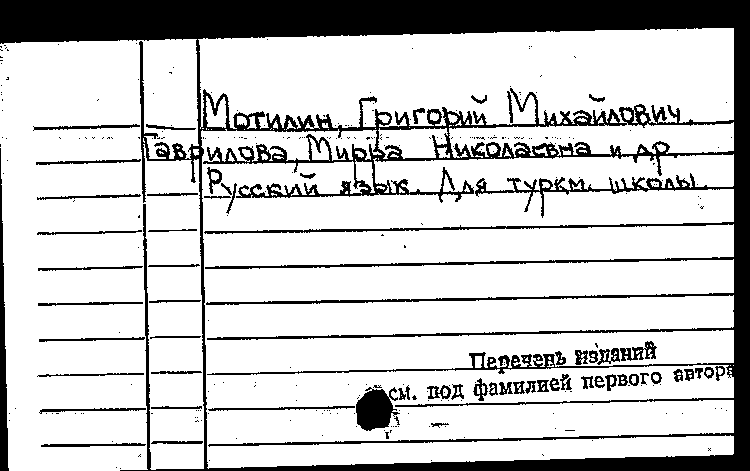 Мотилин, Григорий Михайлович.
Гаврилова, Мирра Николаевна и др.
Русский язык. Для туркм. школы.
Перечень изданий
см. под фамилией первого автора